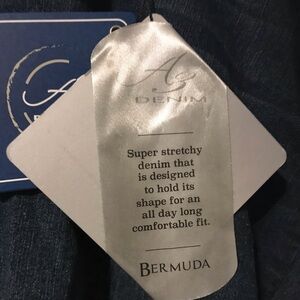 AS
DENIM
Super stretchy
denim that
is designed
to hold its
shape for an
all day long
comfortable fit.
BERMUDA